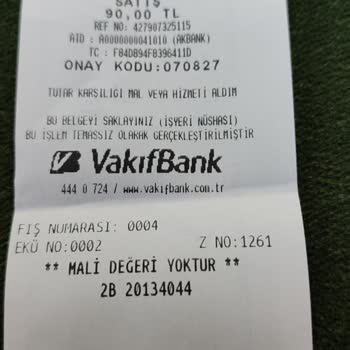 SATIŞ
90,00 TL
REF NO: 427907325115
AID : A0000000041010 (AKBANK)
TC : F84D894F8396411D
ONAY KODU:070827
TUTAR KARŞILIĞI MAL VEYA HİZMETİ ALDIM
BU BELGEYİ SAKLAYINIZ (İŞYERİ NÜSHASI)
BU İŞLEM TEMASSIZ OLARAK GERÇEKLEŞTİRİLMİŞTİR
VakıfBank
444 0 724 / www.vakıfbank.com.tr
FİŞ NUMARASI: 0004
EKÜ NO:0002 Z NO:1261
** MALİ DEĞERİ YOKTUR **
2B 20134044